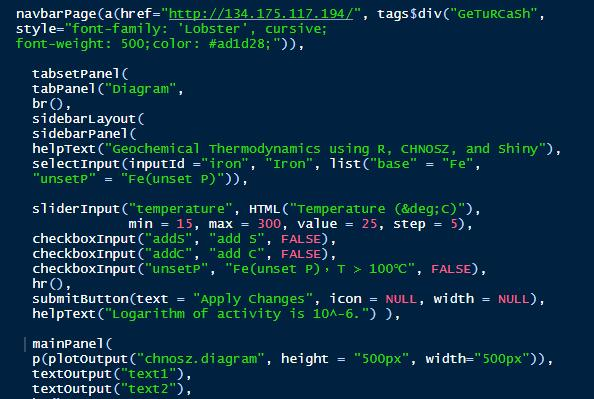 navbarPage(a(href="http://134.175.117.194/", tags$div("GeTuRCaSh",
style="font-family: 'Lobster', cursive;
font-weight: 500;color: #ad1d28;")),
tabsetPanel(
tabPanel("Diagram",
br(),
sidebarLayout(
sidebarPanel(
helpText("Geochemical Thermodynamics using R, CHNOSZ, and Shiny"),
selectInput(inputId ="iron", "Iron", list("base" = "Fe",
"unsetP" = "Fe(unset P)")),
sliderInput("temperature", HTML("Temperature (&deg;C)"),
min = 15, max = 300, value = 25, step = 5),
checkboxInput("addS", "add S", FALSE),
checkboxInput("addC", "add C", FALSE),
checkboxInput("unsetP", "Fe(unset P)，T > 100℃", FALSE),
hr(),
submitButton(text = "Apply Changes", icon = NULL, width = NULL),
helpText("Logarithm of activity is 10^-6.") ),
mainPanel(
p(plotOutput("chnosz.diagram", height = "500px", width="500px")),
textOutput("text1"),
textOutput("text2"),